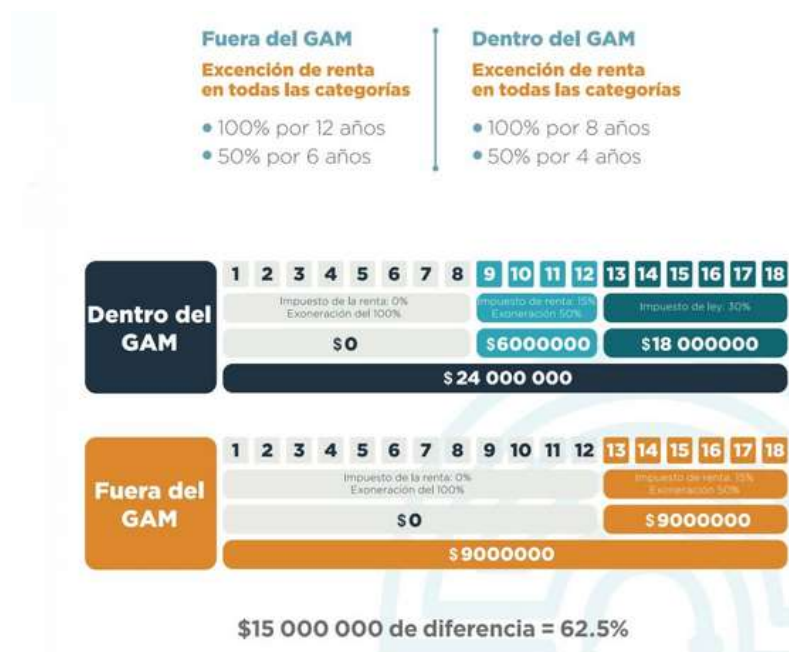 Fuera del GAM
Excención de renta
en todas las categorías
• 100% por 12 años
• 50% por 6 años
Dentro del GAM
Excención de renta
en todas las categorías
• 100% por 8 años
• 50% por 4 años
Dentro del
GAM
1 2 3 4 5 6 7 8 9 10 11 12 13 14 15 16 17 18
Impuesto de la renta: 0%
Exoneración del 100%
Impuesto de renta: 15%
Exoneración 50%
Impuesto de ley: 30%
$0
$6000000
$18 000000
$24 000 000
Fuera del
GAM
1 2 3 4 5 6 7 8 9 10 11 12 13 14 15 16 17 18
Impuesto de la renta: 0%
Exoneración del 100%
Impuesto de renta: 15%
Exoneración 50%
$0
$9000000
$9000000
$15 000 000 de diferencia = 62.5%